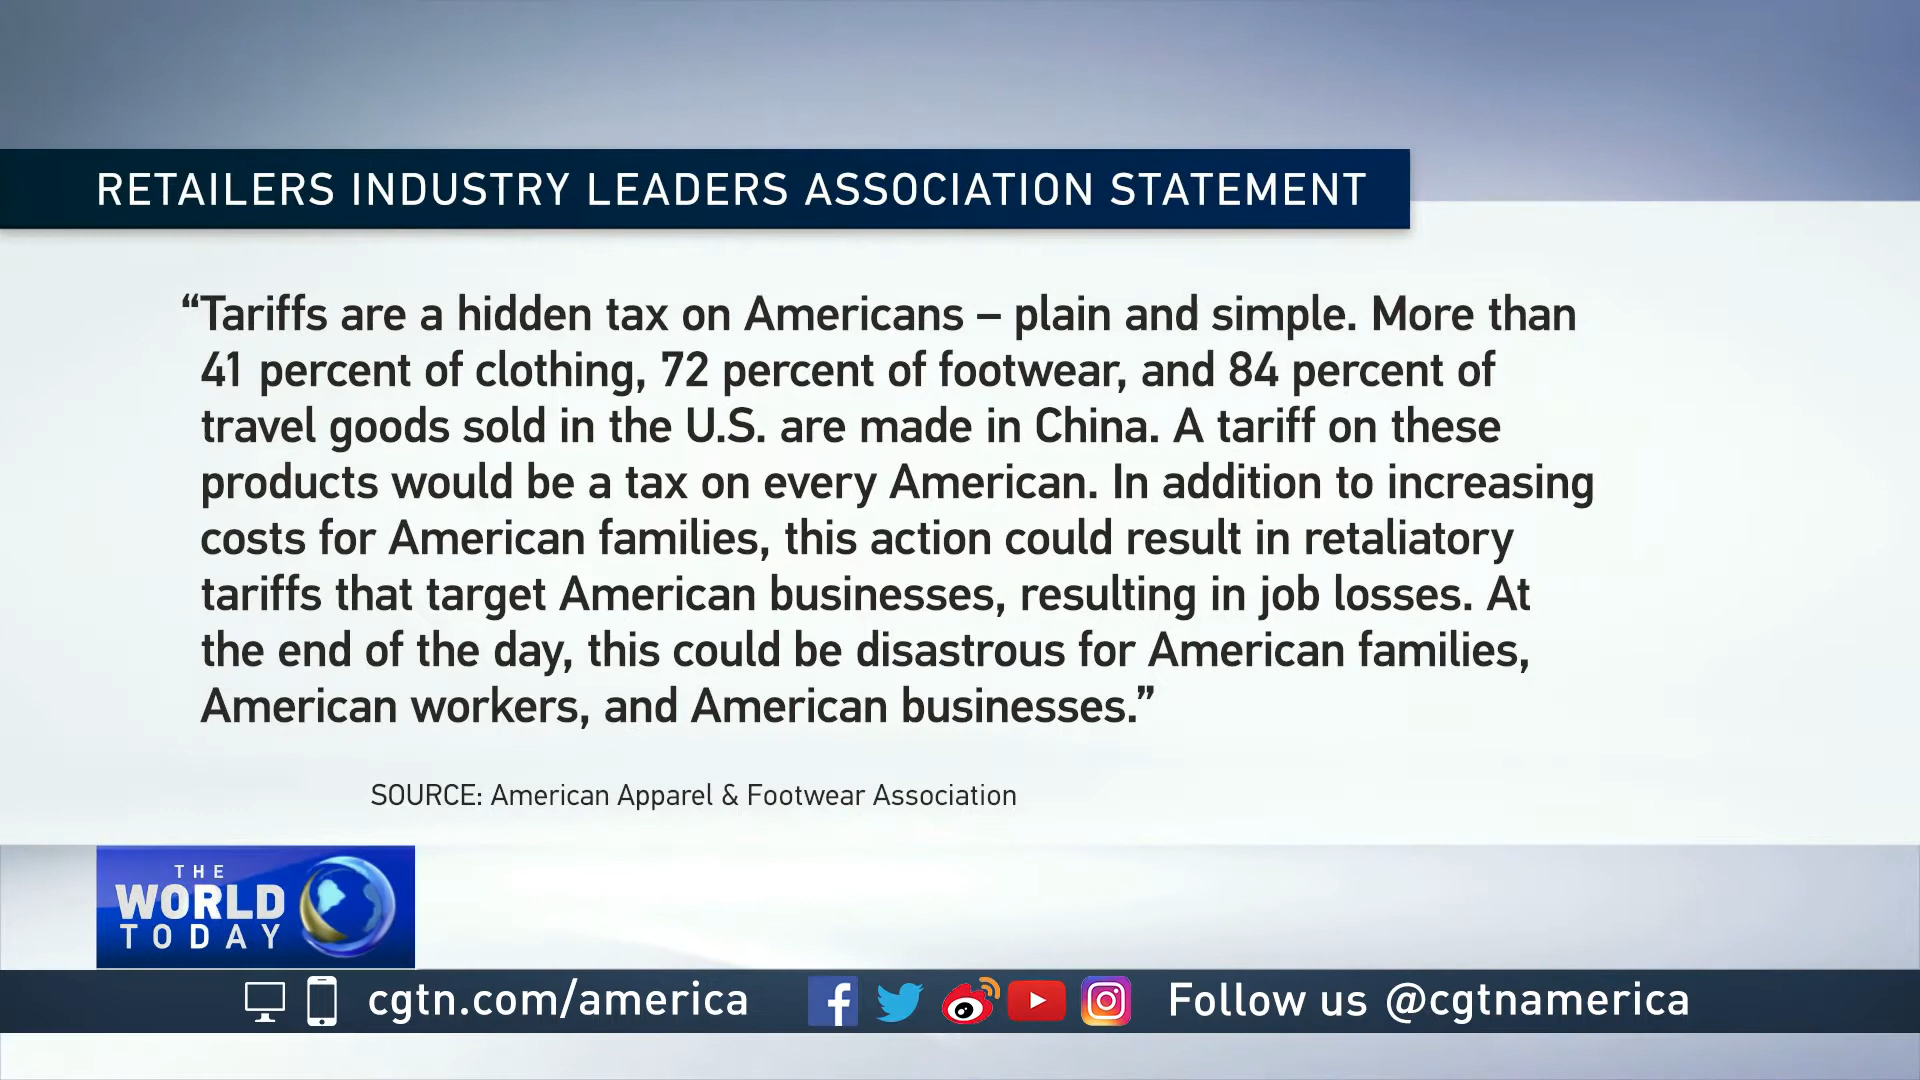 RETAILERS INDUSTRY LEADERS ASSOCIATION STATEMENT
“Tariffs are a hidden tax on Americans – plain and simple. More than
41 percent of clothing, 72 percent of footwear, and 84 percent of
travel goods sold in the U.S. are made in China. A tariff on these
products would be a tax on every American. In addition to increasing
costs for American families, this action could result in retaliatory
tariffs that target American businesses, resulting in job losses. At
the end of the day, this could be disastrous for American families,
American workers, and American businesses.”
SOURCE: American Apparel & Footwear Association
THE
WORLD
TODAY
cgtn.com/america
Follow us @cgtnamerica